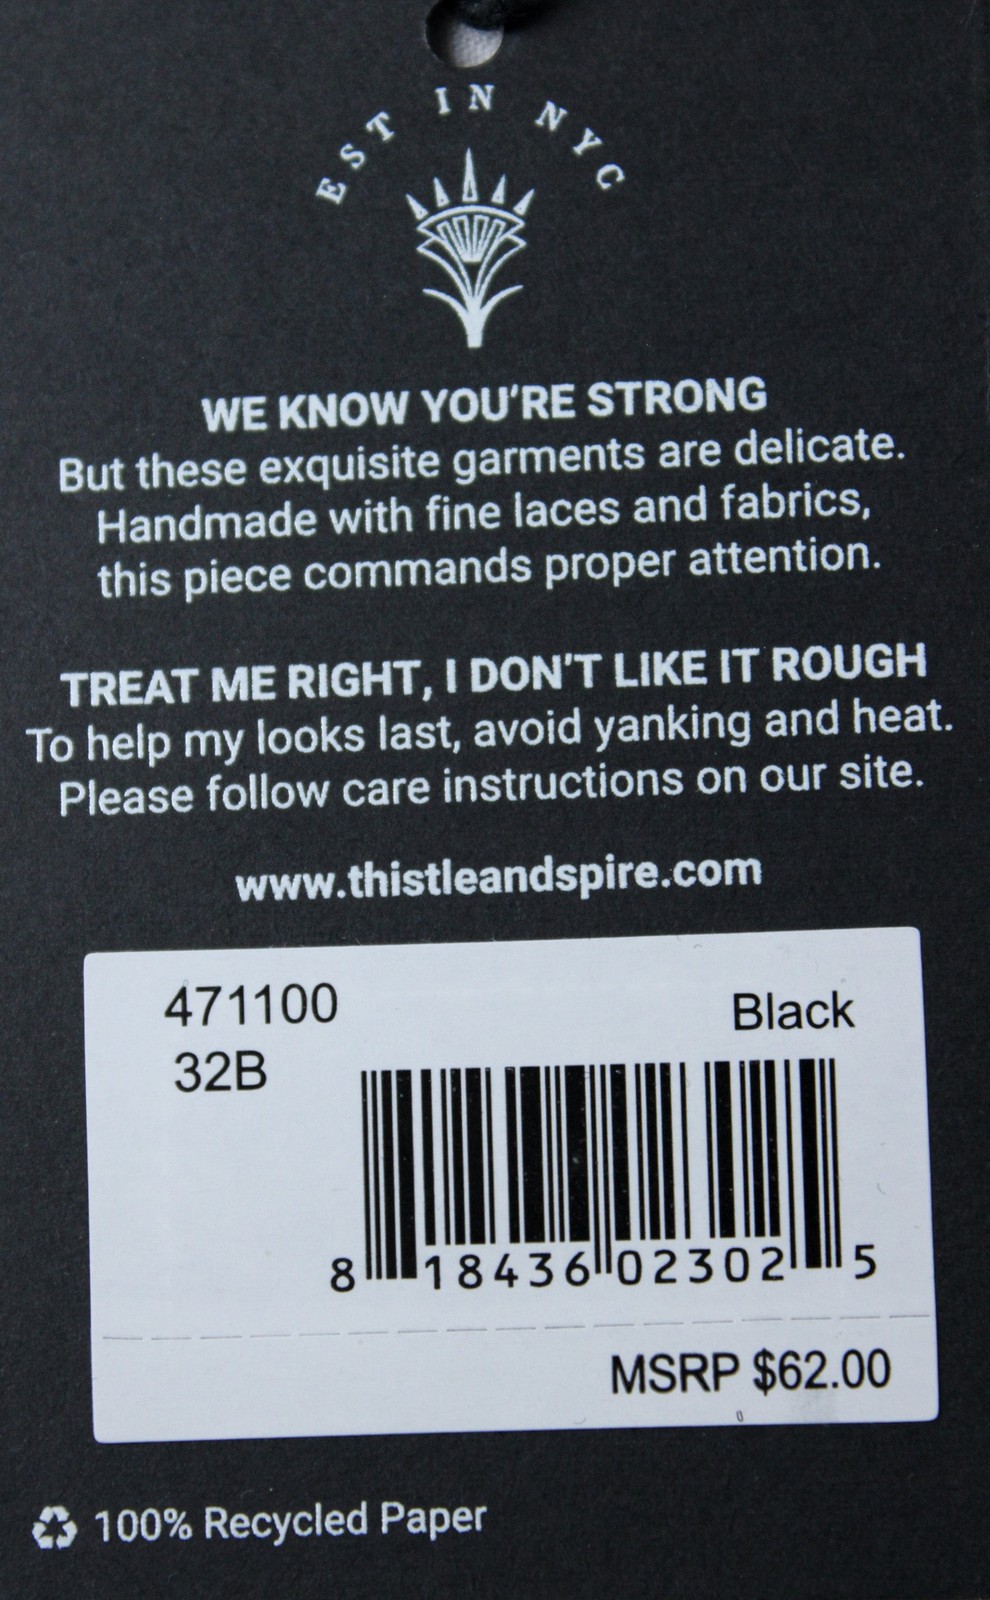 EST IN NYC
WE KNOW YOU'RE STRONG
But these exquisite garments are delicate.
Handmade with fine laces and fabrics,
this piece commands proper attention.
TREAT ME RIGHT, I DON'T LIKE IT ROUGH
To help my looks last, avoid yanking and heat.
Please follow care instructions on our site.
www.thistleandspire.com
471100 Black
32B
8 18436 02302 5
MSRP $62.00
100% Recycled Paper